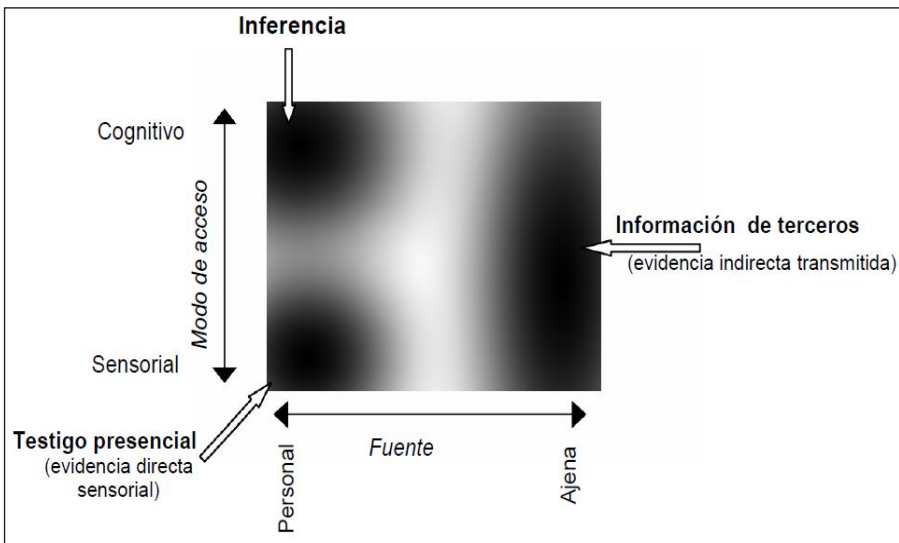 Inferencia
Cognitivo
Modo de acceso
Información de terceros
(evidencia indirecta transmitida)
Sensorial
Testigo presencial
(evidencia directa
sensorial)
Fuente
Personal
Ajena